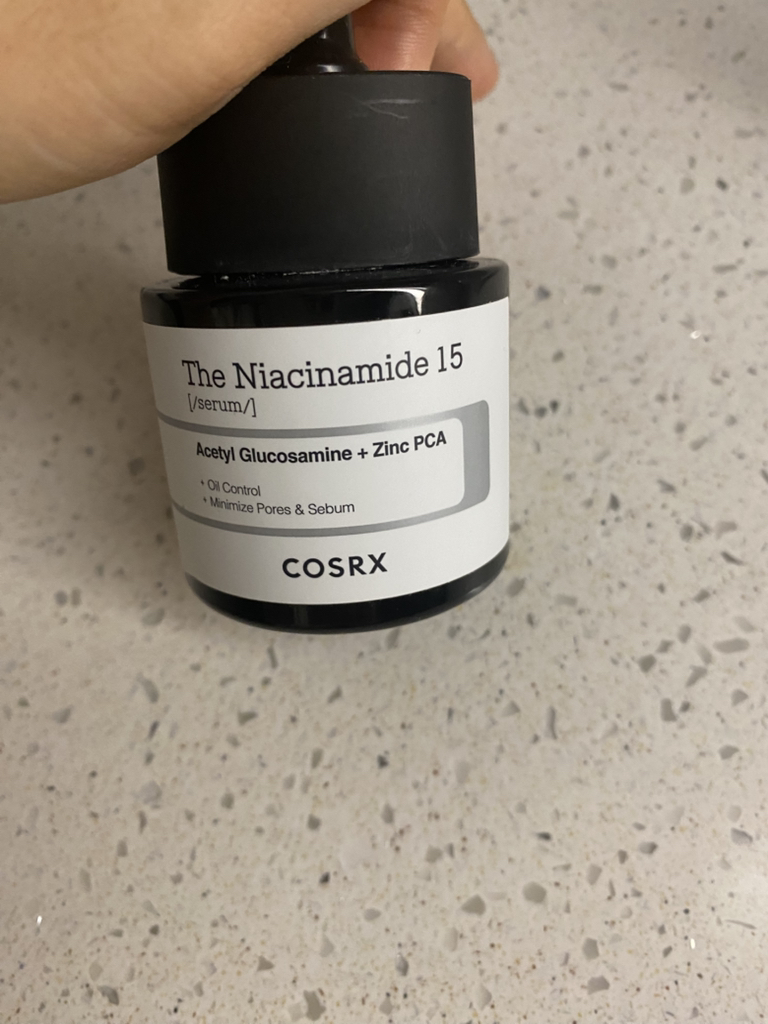 The Niacinamide 15
[/serum/]
Acetyl Glucosamine + Zinc PCA
+ Oil Control
+ Minimize Pores & Sebum
COSRX